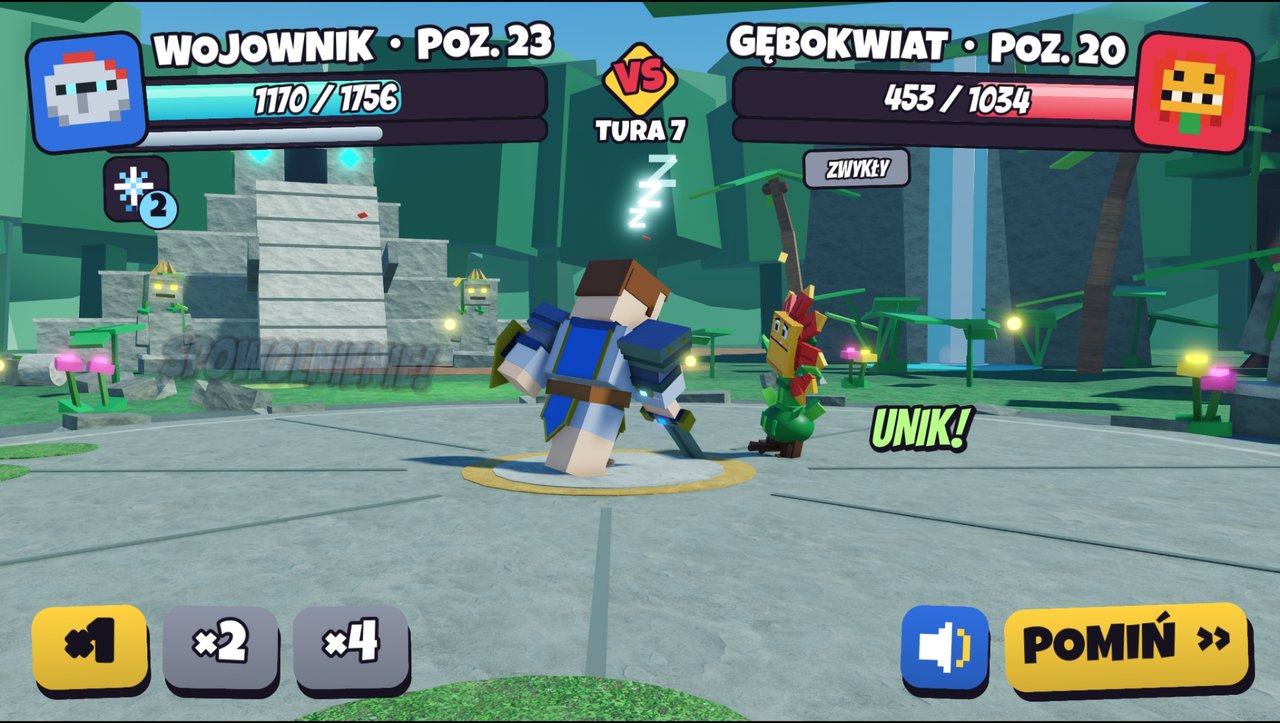 WOJOWNIK • POZ. 23
1170 / 1756
2
VS
TURA 7
GĘBOKWIAT • POZ. 20
453 / 1034
ZWYKŁY
Z
Z
Z
SPOWOLNIENIE!
UNIK!
×1
×2
×4
POMIŃ >>